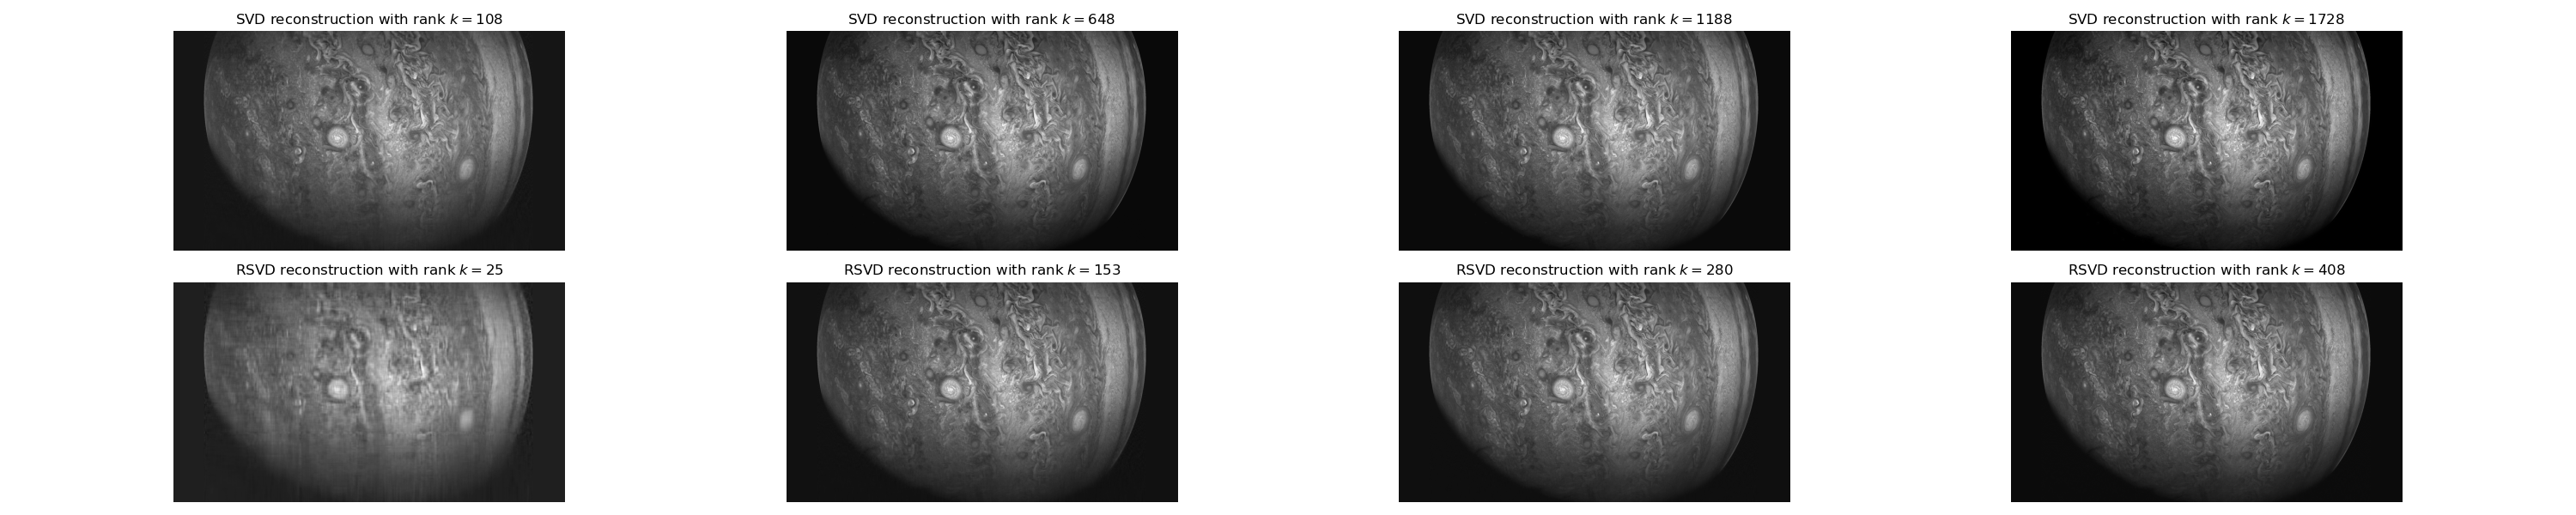 SVD reconstruction with rank k = 108
SVD reconstruction with rank k = 648
SVD reconstruction with rank k = 1188
SVD reconstruction with rank k = 1728
RSVD reconstruction with rank k = 25
RSVD reconstruction with rank k = 153
RSVD reconstruction with rank k = 280
RSVD reconstruction with rank k = 408